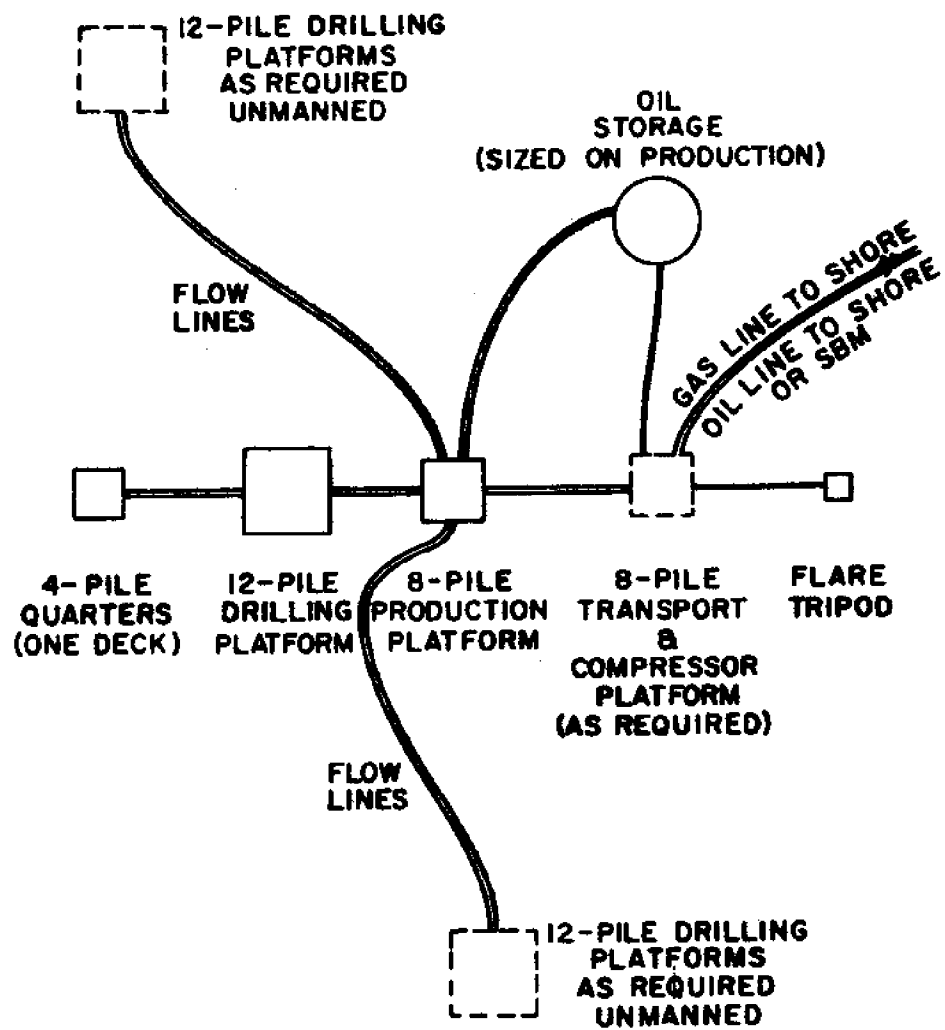 12-PILE DRILLING
PLATFORMS
AS REQUIRED
UNMANNED
OIL
STORAGE
(SIZED ON PRODUCTION)
FLOW
LINES
GAS LINE TO SHORE
OIL LINE TO SHORE
OR SBM
4-PILE
QUARTERS
(ONE DECK)
12-PILE
DRILLING
PLATFORM
8-PILE
PRODUCTION
PLATFORM
8-PILE
TRANSPORT
&
COMPRESSOR
PLATFORM
(AS REQUIRED)
FLARE
TRIPOD
FLOW
LINES
12-PILE DRILLING
PLATFORMS
AS REQUIRED
UNMANNED